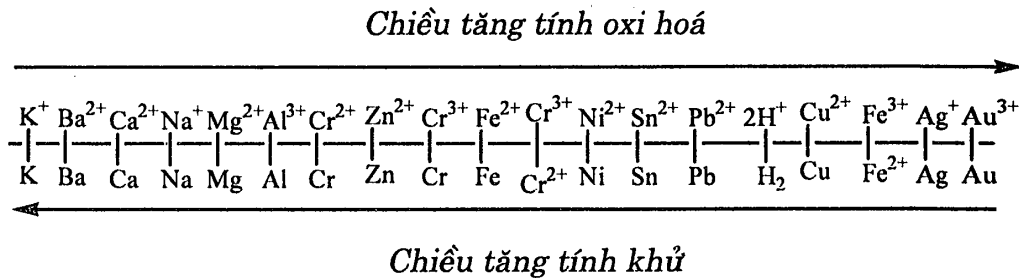 Chiều tăng tính oxi hoá
K⁺ Ba²⁺ Ca²⁺ Na⁺ Mg²⁺ Al³⁺ Cr²⁺ Zn²⁺ Cr³⁺ Fe²⁺ Cr³⁺ Ni²⁺ Sn²⁺ Pb²⁺ 2H⁺ Cu²⁺ Fe³⁺ Ag⁺ Au³⁺
K Ba Ca Na Mg Al Cr Zn Cr Fe Cr²⁺ Ni Sn Pb H₂ Cu Fe²⁺ Ag Au
Chiều tăng tính khử